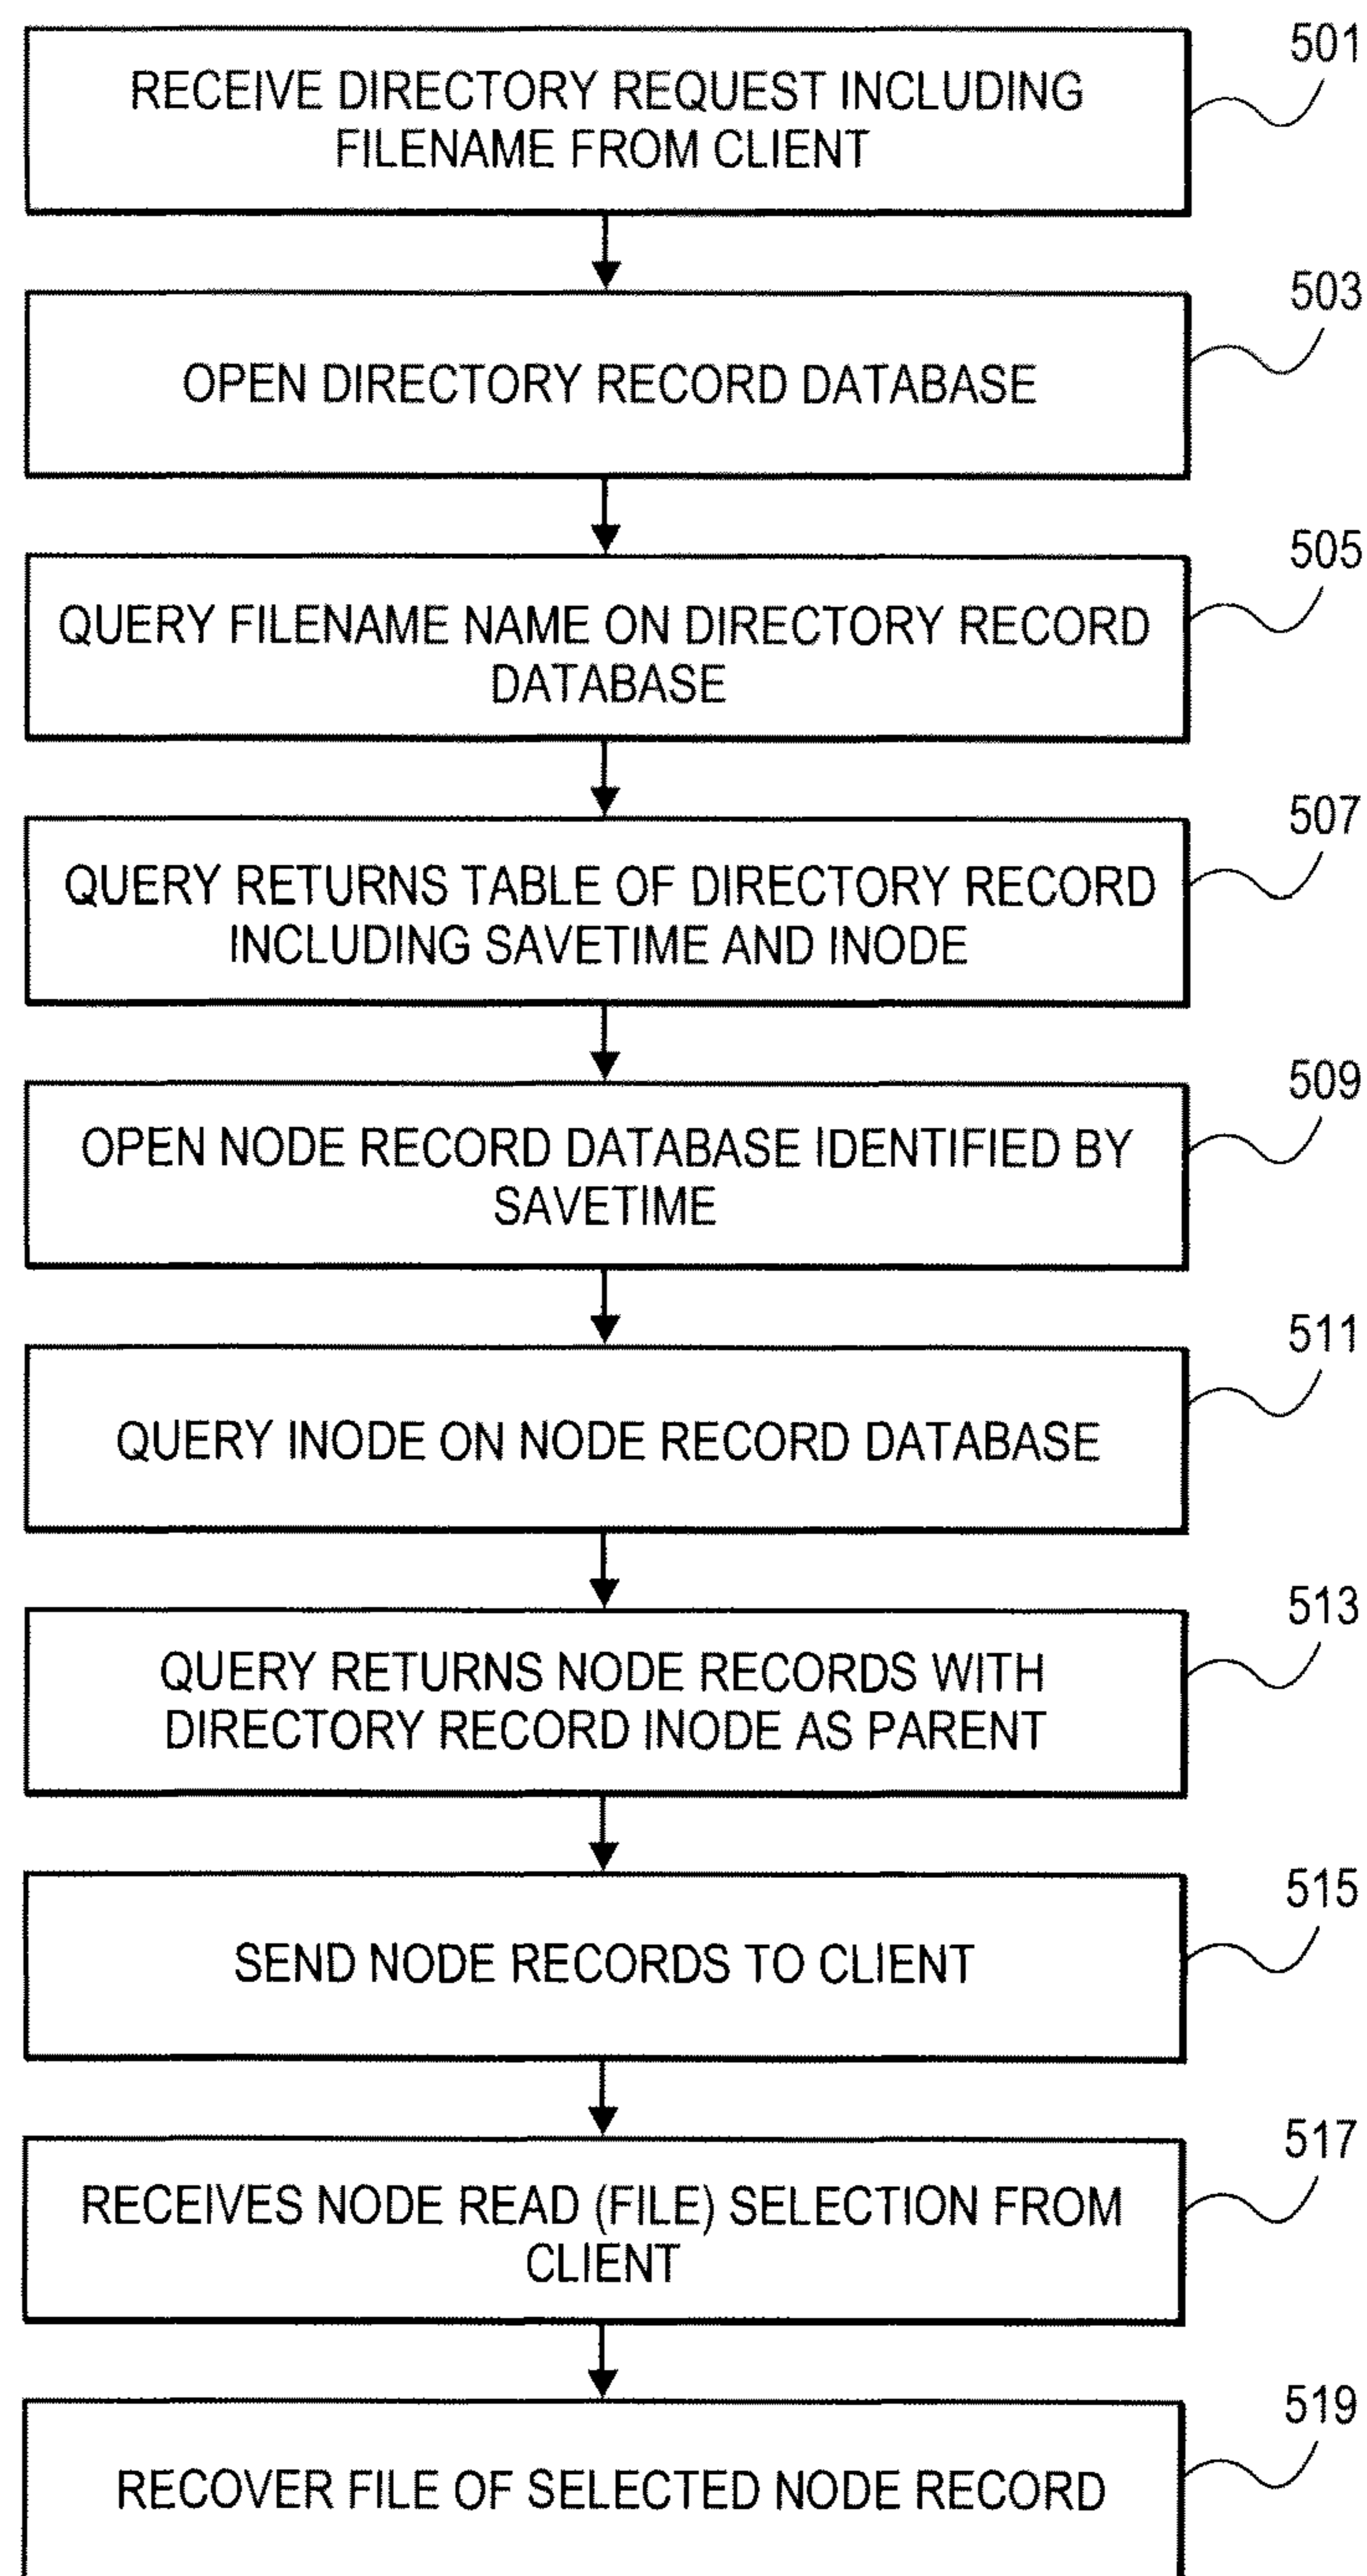 501
RECEIVE DIRECTORY REQUEST INCLUDING
FILENAME FROM CLIENT
503
OPEN DIRECTORY RECORD DATABASE
505
QUERY FILENAME NAME ON DIRECTORY RECORD
DATABASE
507
QUERY RETURNS TABLE OF DIRECTORY RECORD
INCLUDING SAVETIME AND INODE
509
OPEN NODE RECORD DATABASE IDENTIFIED BY
SAVETIME
511
QUERY INODE ON NODE RECORD DATABASE
513
QUERY RETURNS NODE RECORDS WITH
DIRECTORY RECORD INODE AS PARENT
515
SEND NODE RECORDS TO CLIENT
517
RECEIVES NODE READ (FILE) SELECTION FROM
CLIENT
519
RECOVER FILE OF SELECTED NODE RECORD